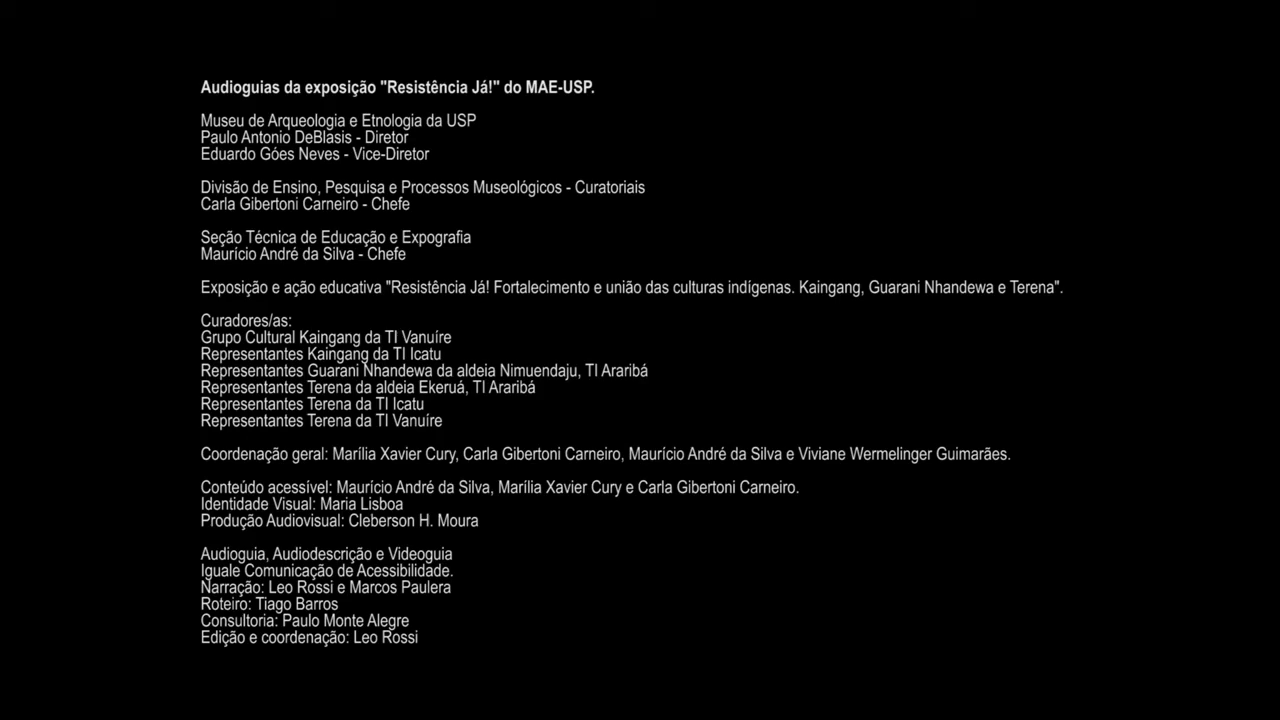 Audioguias da exposição "Resistência Já!" do MAE-USP.
Museu de Arqueologia e Etnologia da USP
Paulo Antonio DeBlasis - Diretor
Eduardo Góes Neves - Vice-Diretor
Divisão de Ensino, Pesquisa e Processos Museológicos - Curatoriais
Carla Gibertoni Carneiro - Chefe
Seção Técnica de Educação e Expografia
Maurício André da Silva - Chefe
Exposição e ação educativa "Resistência Já! Fortalecimento e união das culturas indígenas. Kaingang, Guarani Nhandewa e Terena".
Curadores/as:
Grupo Cultural Kaingang da TI Vanuíre
Representantes Kaingang da TI Icatu
Representantes Guarani Nhandewa da aldeia Nimuendaju, TI Araribá
Representantes Terena da aldeia Ekeruá, TI Araribá
Representantes Terena da TI Icatu
Representantes Terena da TI Vanuíre
Coordenação geral: Marília Xavier Cury, Carla Gibertoni Carneiro, Maurício André da Silva e Viviane Wermelinger Guimarães.
Conteúdo acessível: Maurício André da Silva, Marília Xavier Cury e Carla Gibertoni Carneiro.
Identidade Visual: Maria Lisboa
Produção Audiovisual: Cleberson H. Moura
Audioguia, Audiodescrição e Videoguia
Iguale Comunicação de Acessibilidade.
Narração: Leo Rossi e Marcos Paulera
Roteiro: Tiago Barros
Consultoria: Paulo Monte Alegre
Edição e coordenação: Leo Rossi